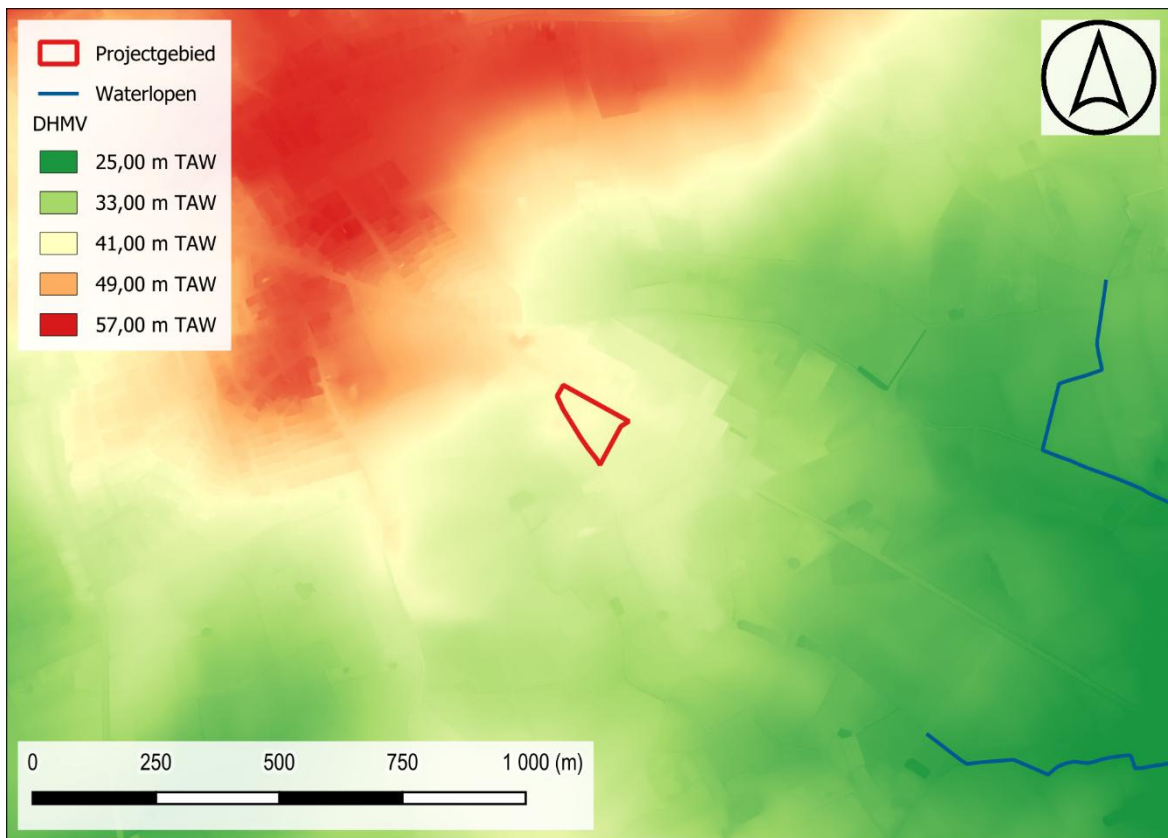 Projectgebied
Waterlopen
DHMV
25,00 m TAW
33,00 m TAW
41,00 m TAW
49,00 m TAW
57,00 m TAW
0 250 500 750 1 000 (m)